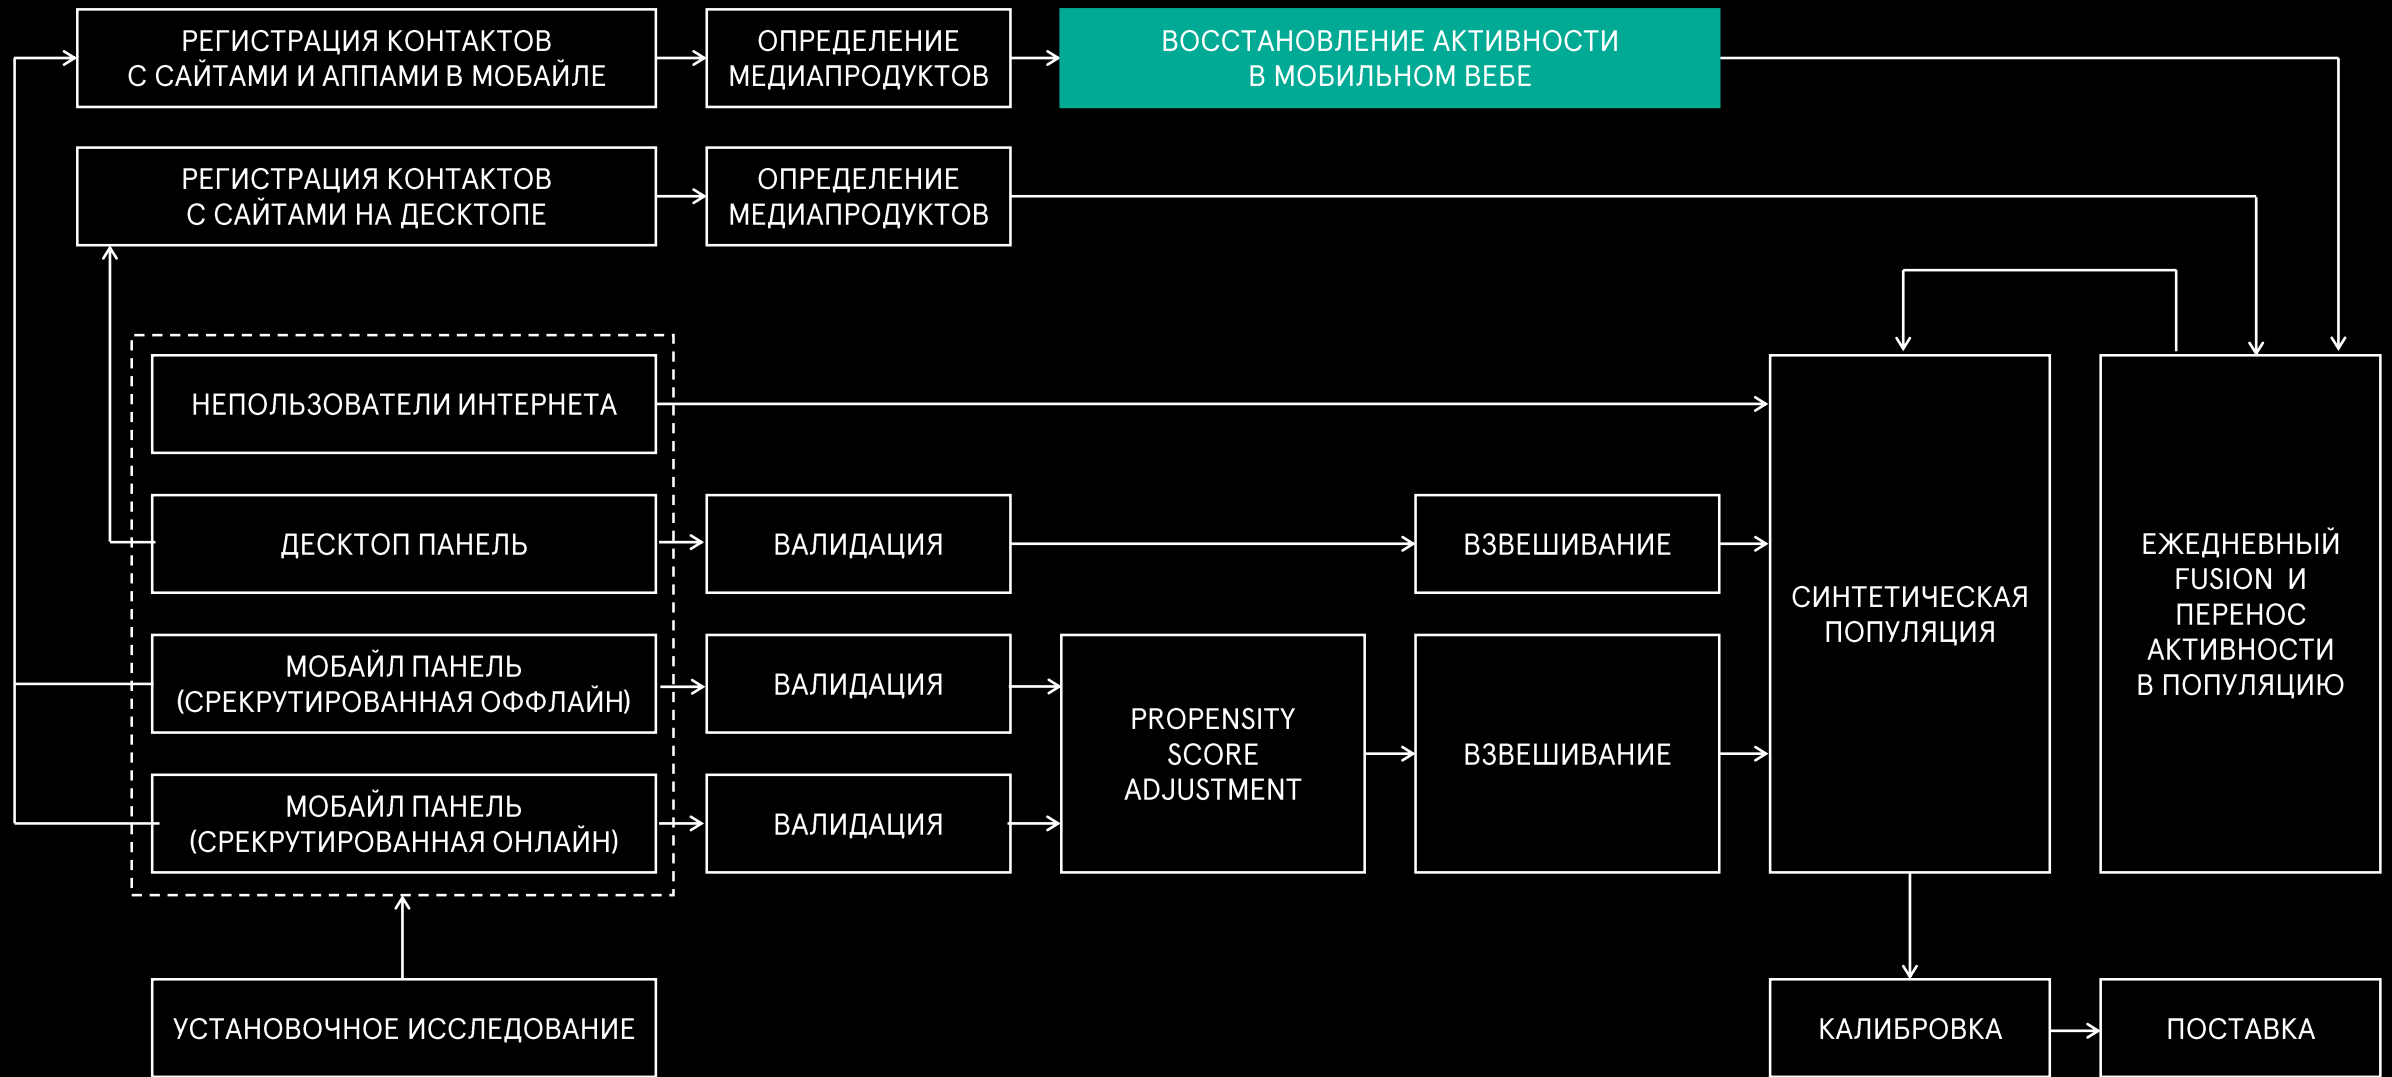 РЕГИСТРАЦИЯ КОНТАКТОВ
С САЙТАМИ И АППАМИ В МОБАЙЛЕ
ОПРЕДЕЛЕНИЕ
МЕДИАПРОДУКТОВ
ВОССТАНОВЛЕНИЕ АКТИВНОСТИ
В МОБИЛЬНОМ ВЕБЕ
РЕГИСТРАЦИЯ КОНТАКТОВ
С САЙТАМИ НА ДЕСКТОПЕ
ОПРЕДЕЛЕНИЕ
МЕДИАПРОДУКТОВ
НЕПОЛЬЗОВАТЕЛИ ИНТЕРНЕТА
ДЕСКТОП ПАНЕЛЬ
ВАЛИДАЦИЯ
ВЗВЕШИВАНИЕ
МОБАЙЛ ПАНЕЛЬ
(СРЕКРУТИРОВАННАЯ ОФФЛАЙН)
ВАЛИДАЦИЯ
МОБАЙЛ ПАНЕЛЬ
(СРЕКРУТИРОВАННАЯ ОНЛАЙН)
ВАЛИДАЦИЯ
PROPENSITY
SCORE
ADJUSTMENT
ВЗВЕШИВАНИЕ
СИНТЕТИЧЕСКАЯ
ПОПУЛЯЦИЯ
ЕЖЕДНЕВНЫЙ
FUSION И
ПЕРЕНОС
АКТИВНОСТИ
В ПОПУЛЯЦИЮ
УСТАНОВОЧНОЕ ИССЛЕДОВАНИЕ
КАЛИБРОВКА
ПОСТАВКА